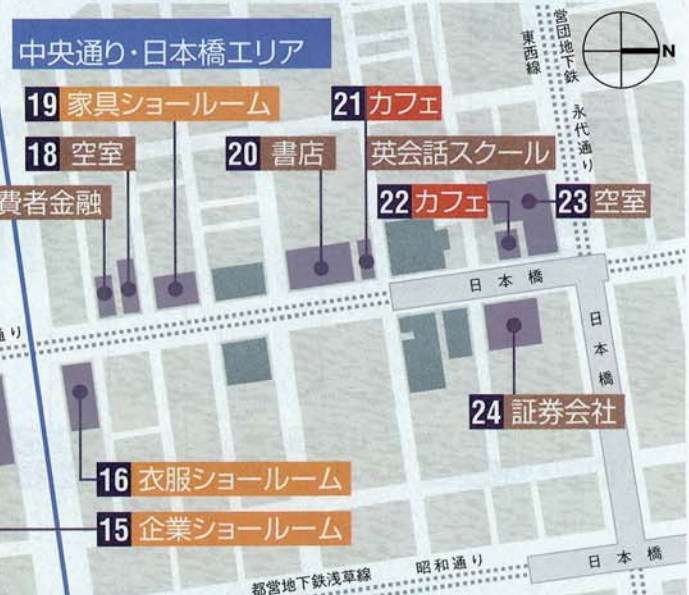 中央通り・日本橋エリア
東西線
営団地下鉄
N
永代通り
19 家具ショールーム
21 カフェ
18 空室
20 書店
英会話スクール
費者金融
22 カフェ
23 空室
日本橋
日本橋
通り
24 証券会社
16 衣服ショールーム
15 企業ショールーム
都営地下鉄浅草線
昭和通り
日本橋